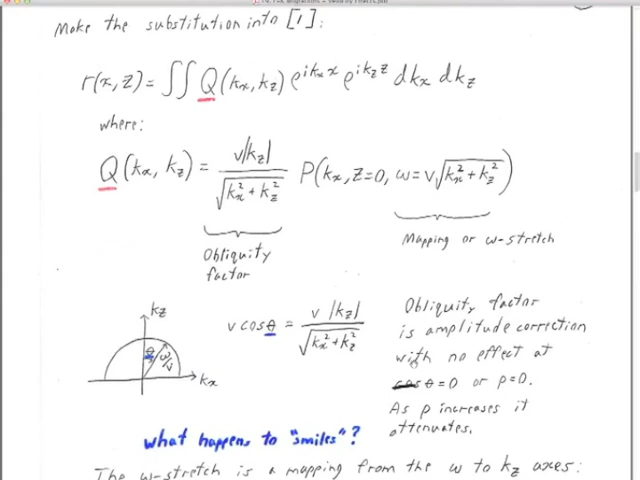 Make the substitution into [1]:
r(x,z) = ∬ Q(kx, kz) e^{ikx x} e^{ikz z} dkx dkz
where:
Q(kx, kz) = v|kz| / √(kx² + kz²) P(kx, z=0, ω = v√(kx² + kz²))
Obliquity
factor
Mapping or ω-stretch
kz
θ
ω/v
kx
v cosθ = v |kz| / √(kx² + kz²)
Obliquity factor
is amplitude correction
with no effect at
θ=0 or p=0.
As p increases it
attenuates.
what happens to "smiles"?
The ω-stretch is a mapping from the ω to kz axes: